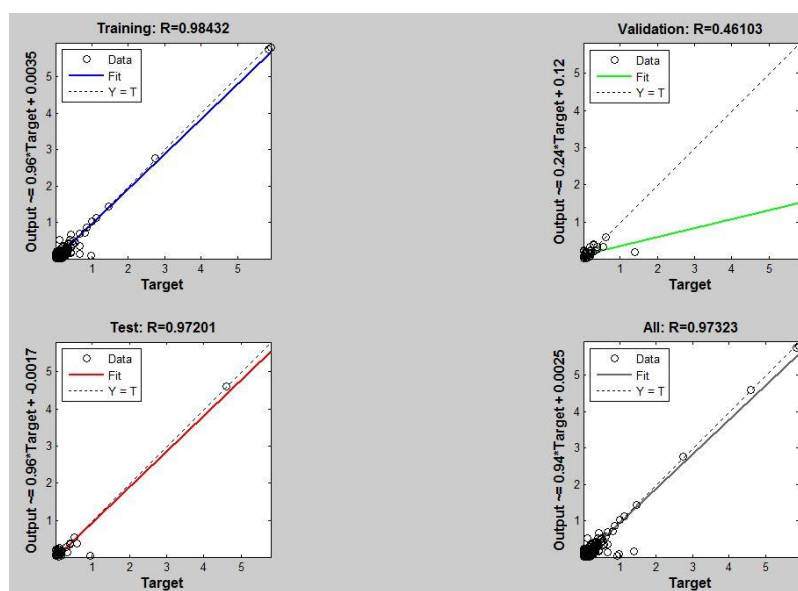 Training: R=0.98432
Output ~= 0.96*Target + 0.0035
Data
Fit
Y = T
5
4
3
2
1
1 2 3 4 5
Target
Validation: R=0.46103
Output ~= 0.24*Target + 0.12
Data
Fit
Y = T
5
4
3
2
1
1 2 3 4 5
Target
Test: R=0.97201
Output ~= 0.96*Target + -0.0017
Data
Fit
Y = T
5
4
3
2
1
1 2 3 4 5
Target
All: R=0.97323
Output ~= 0.94*Target + 0.0025
Data
Fit
Y = T
5
4
3
2
1
1 2 3 4 5
Target